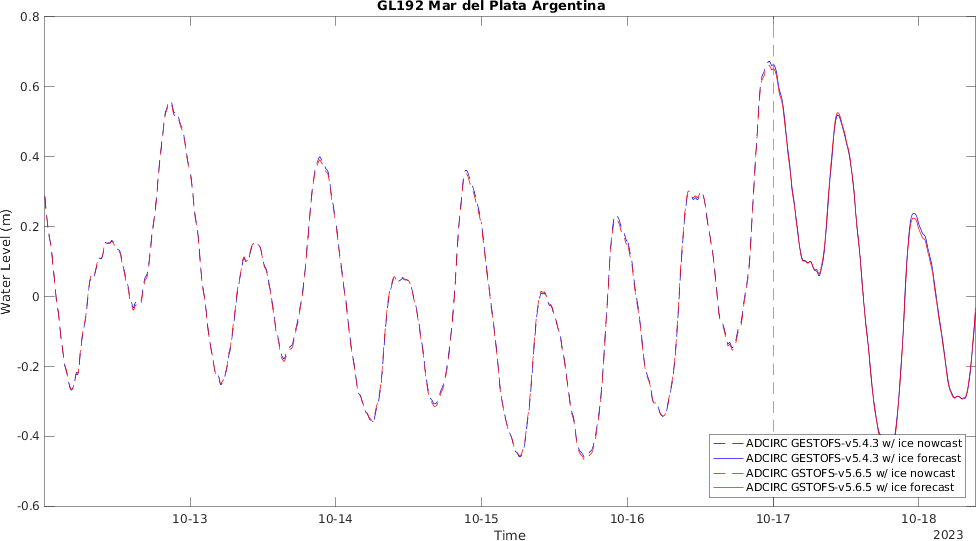 GL192 Mar del Plata Argentina
0.8
0.6
0.4
0.2
0
-0.2
-0.4
-0.6
Water Level (m)
ADCIRC GESTOFS-v5.4.3 w/ ice nowcast
ADCIRC GESTOFS-v5.4.3 w/ ice forecast
ADCIRC GSTOFS-v5.6.5 w/ ice nowcast
ADCIRC GSTOFS-v5.6.5 w/ ice forecast
10-13 10-14 10-15 10-16 10-17 10-18
Time
2023